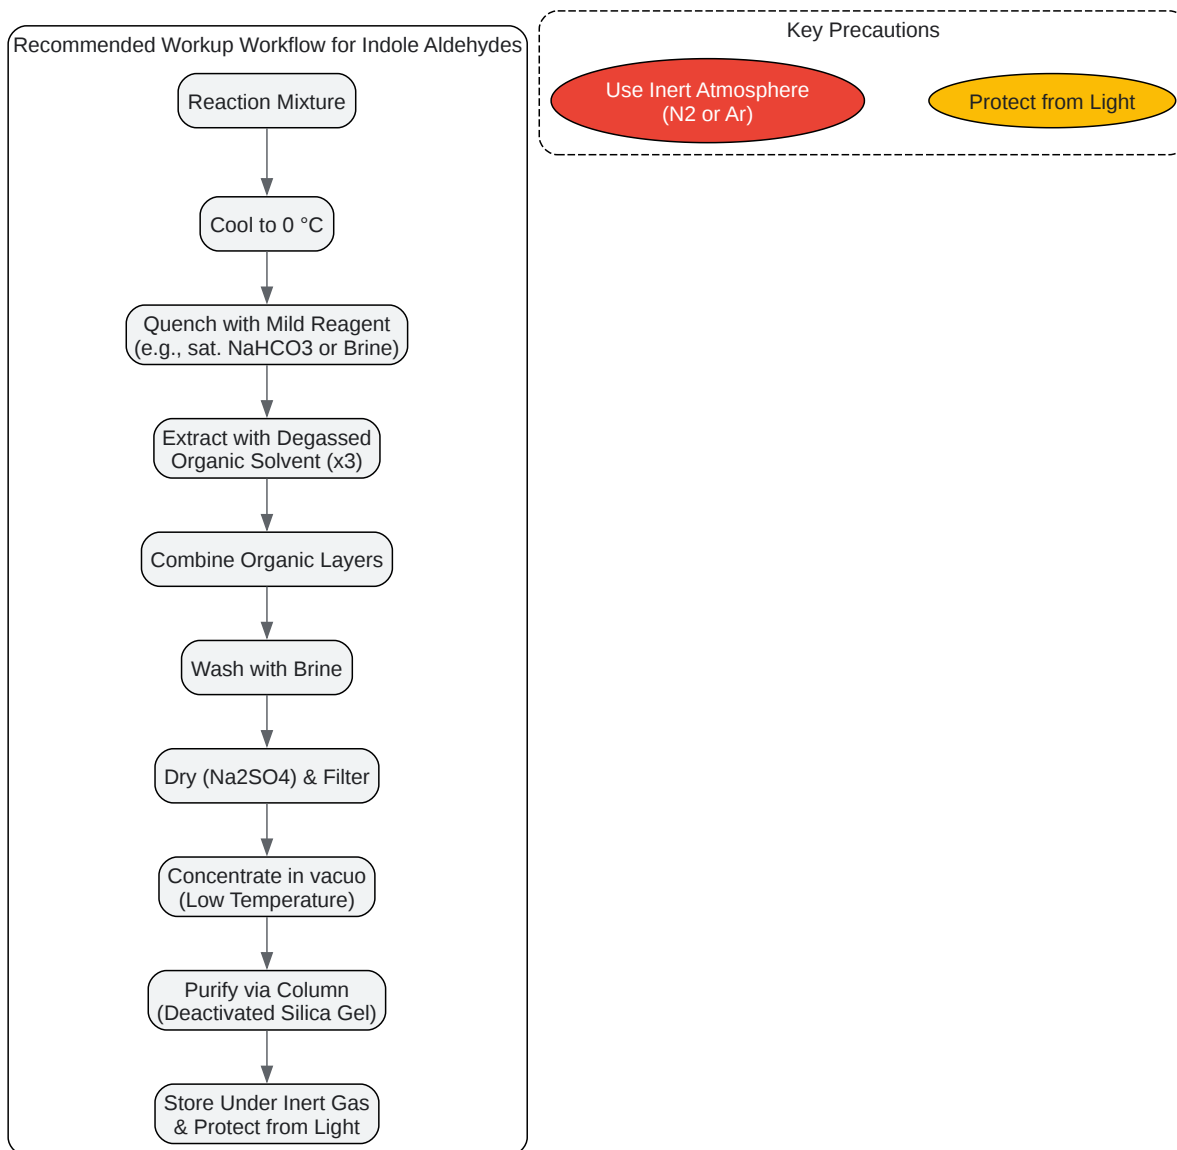 Recommended Workup Workflow for Indole Aldehydes
Reaction Mixture
Cool to 0 °C
Quench with Mild Reagent
(e.g., sat. NaHCO3 or Brine)
Extract with Degassed
Organic Solvent (x3)
Combine Organic Layers
Wash with Brine
Dry (Na2SO4) & Filter
Concentrate in vacuo
(Low Temperature)
Purify via Column
(Deactivated Silica Gel)
Store Under Inert Gas
& Protect from Light
Key Precautions
Use Inert Atmosphere
(N2 or Ar)
Protect from Light